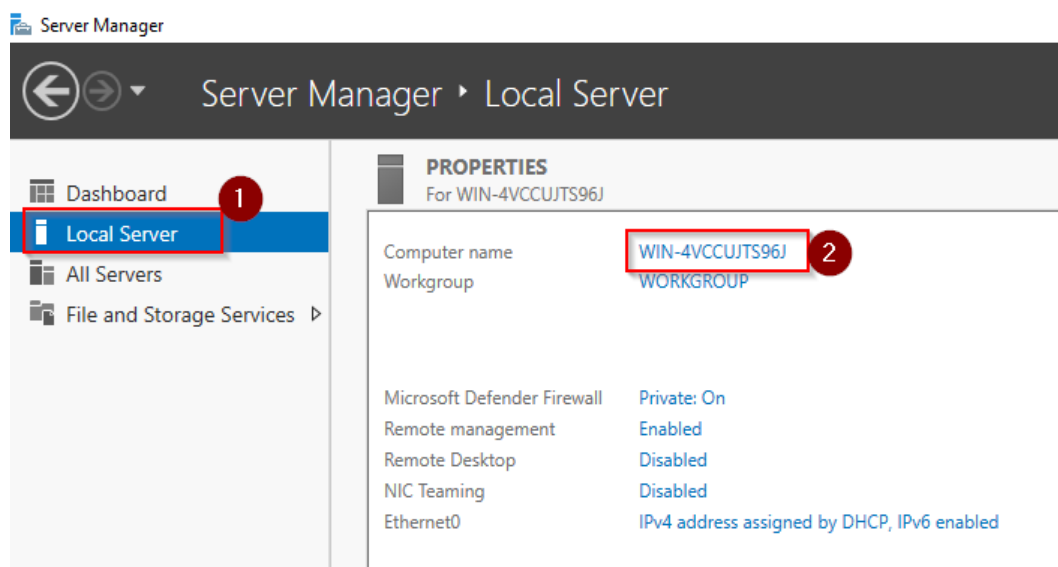 Server Manager
Server Manager ‣ Local Server
Dashboard
1
Local Server
All Servers
File and Storage Services
PROPERTIES
For WIN-4VCCUJTS96J
Computer name WIN-4VCCUJTS96J 2
Workgroup WORKGROUP
Microsoft Defender Firewall Private: On
Remote management Enabled
Remote Desktop Disabled
NIC Teaming Disabled
Ethernet0 IPv4 address assigned by DHCP, IPv6 enabled